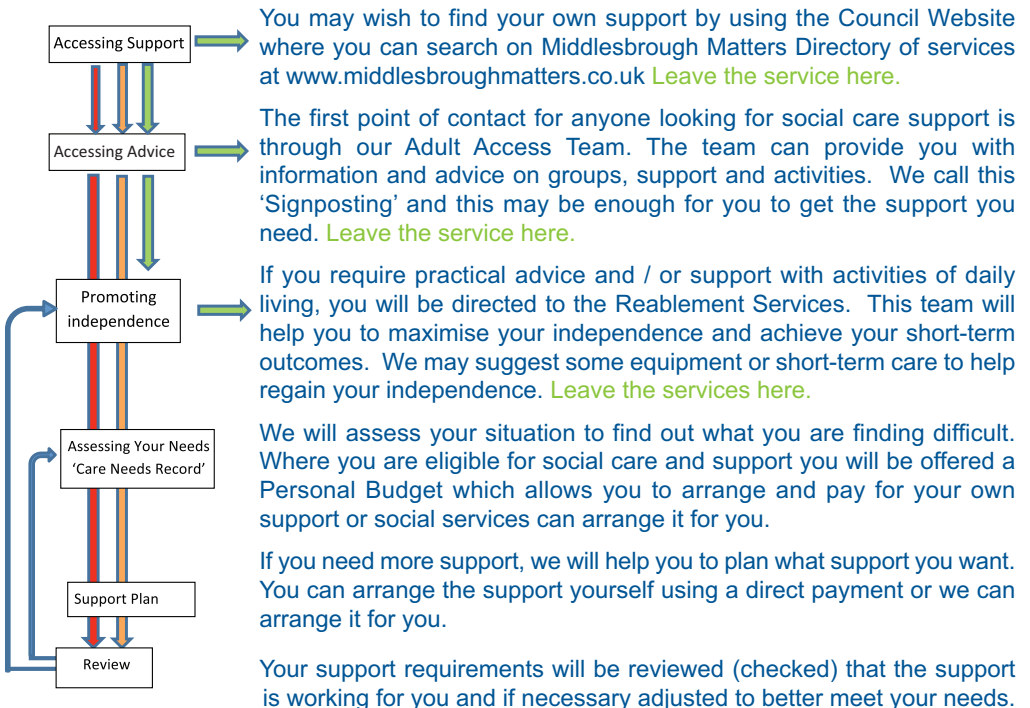 Accessing Support
You may wish to find your own support by using the Council Website
where you can search on Middlesbrough Matters Directory of services
at www.middlesbroughmatters.co.uk Leave the service here.
Accessing Advice
The first point of contact for anyone looking for social care support is
through our Adult Access Team. The team can provide you with
information and advice on groups, support and activities. We call this
‘Signposting’ and this may be enough for you to get the support you
need. Leave the service here.
Promoting
independence
If you require practical advice and / or support with activities of daily
living, you will be directed to the Reablement Services. This team will
help you to maximise your independence and achieve your short-term
outcomes. We may suggest some equipment or short-term care to help
regain your independence. Leave the services here.
Assessing Your Needs
‘Care Needs Record’
We will assess your situation to find out what you are finding difficult.
Where you are eligible for social care and support you will be offered a
Personal Budget which allows you to arrange and pay for your own
support or social services can arrange it for you.
Support Plan
If you need more support, we will help you to plan what support you want.
You can arrange the support yourself using a direct payment or we can
arrange it for you.
Review
Your support requirements will be reviewed (checked) that the support
is working for you and if necessary adjusted to better meet your needs.